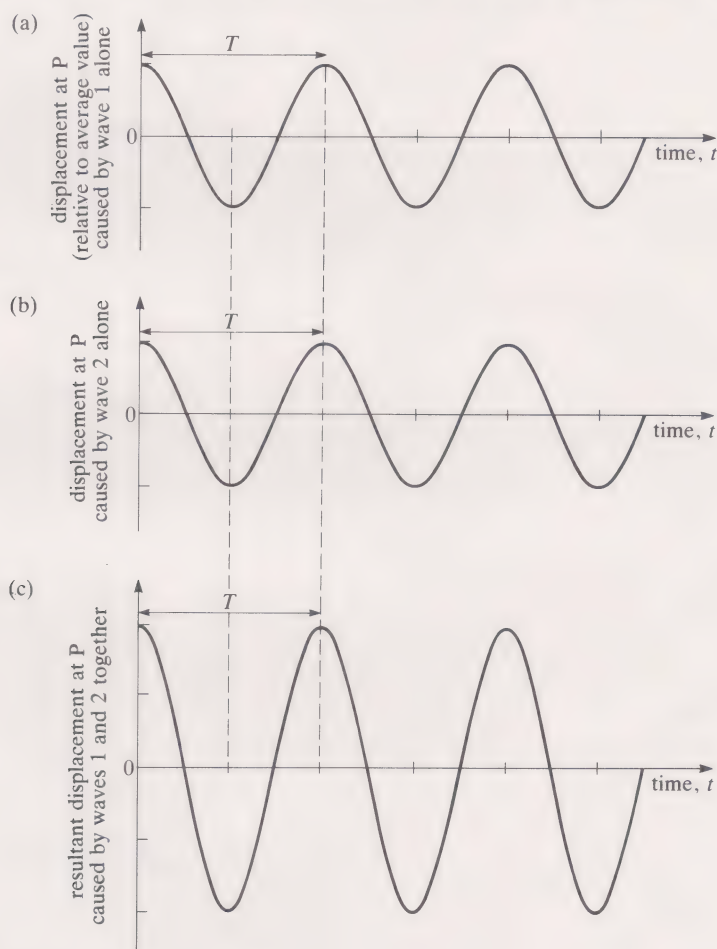 (a)
displacement at P
(relative to average value)
caused by wave 1 alone
T
0
time, t
(b)
displacement at P
caused by wave 2 alone
T
0
time, t
(c)
resultant displacement at P
caused by waves 1 and 2 together
T
0
time, t